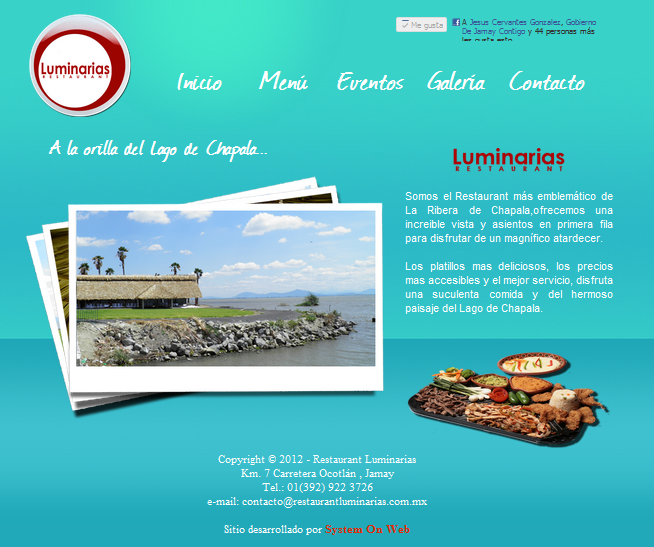 Me gusta
A Jesus Cervantes Gonzalez, Gobierno
De Jamay Contigo y 44 personas más
les gusta esto.
Luminarias
RESTAURANT
Inicio Menú Eventos Galería Contacto
A la orilla del Lago de Chapala...
Luminarias
RESTAURANT
Somos el Restaurant más emblemático de
La Ribera de Chapala,ofrecemos una
increible vista y asientos en primera fila
para disfrutar de un magnífico atardecer.
Los platillos mas deliciosos, los precios
mas accesibles y el mejor servicio, disfruta
una suculenta comida y del hermoso
paisaje del Lago de Chapala.
Copyright © 2012 - Restaurant Luminarias
Km. 7 Carretera Ocotlán , Jamay
Tel.: 01(392) 922 3726
e-mail: contacto@restaurantluminarias.com.mx
Sitio desarrollado por System On Web